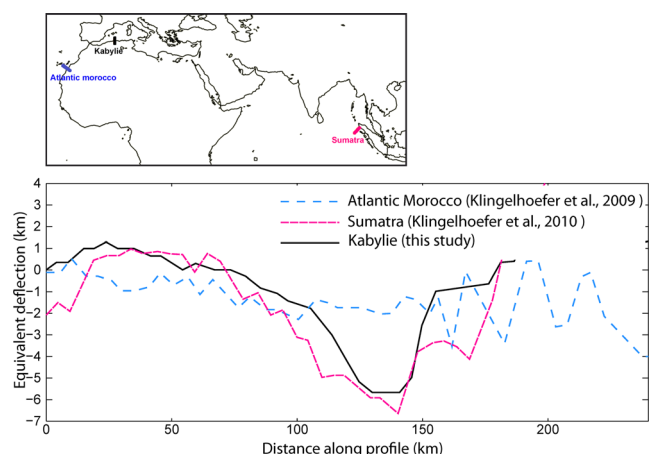 Kabylie
Atlantic morocco
Sumatra
4
3
2
1
0
−1
−2
−3
−4
−5
−6
−7
Equivalent deflection (km)
Atlantic Morocco (Klingelhoefer et al., 2009 )
Sumatra (Klingelhoefer et al., 2010 )
Kabylie (this study)
0 50 100 150 200
Distance along profile (km)